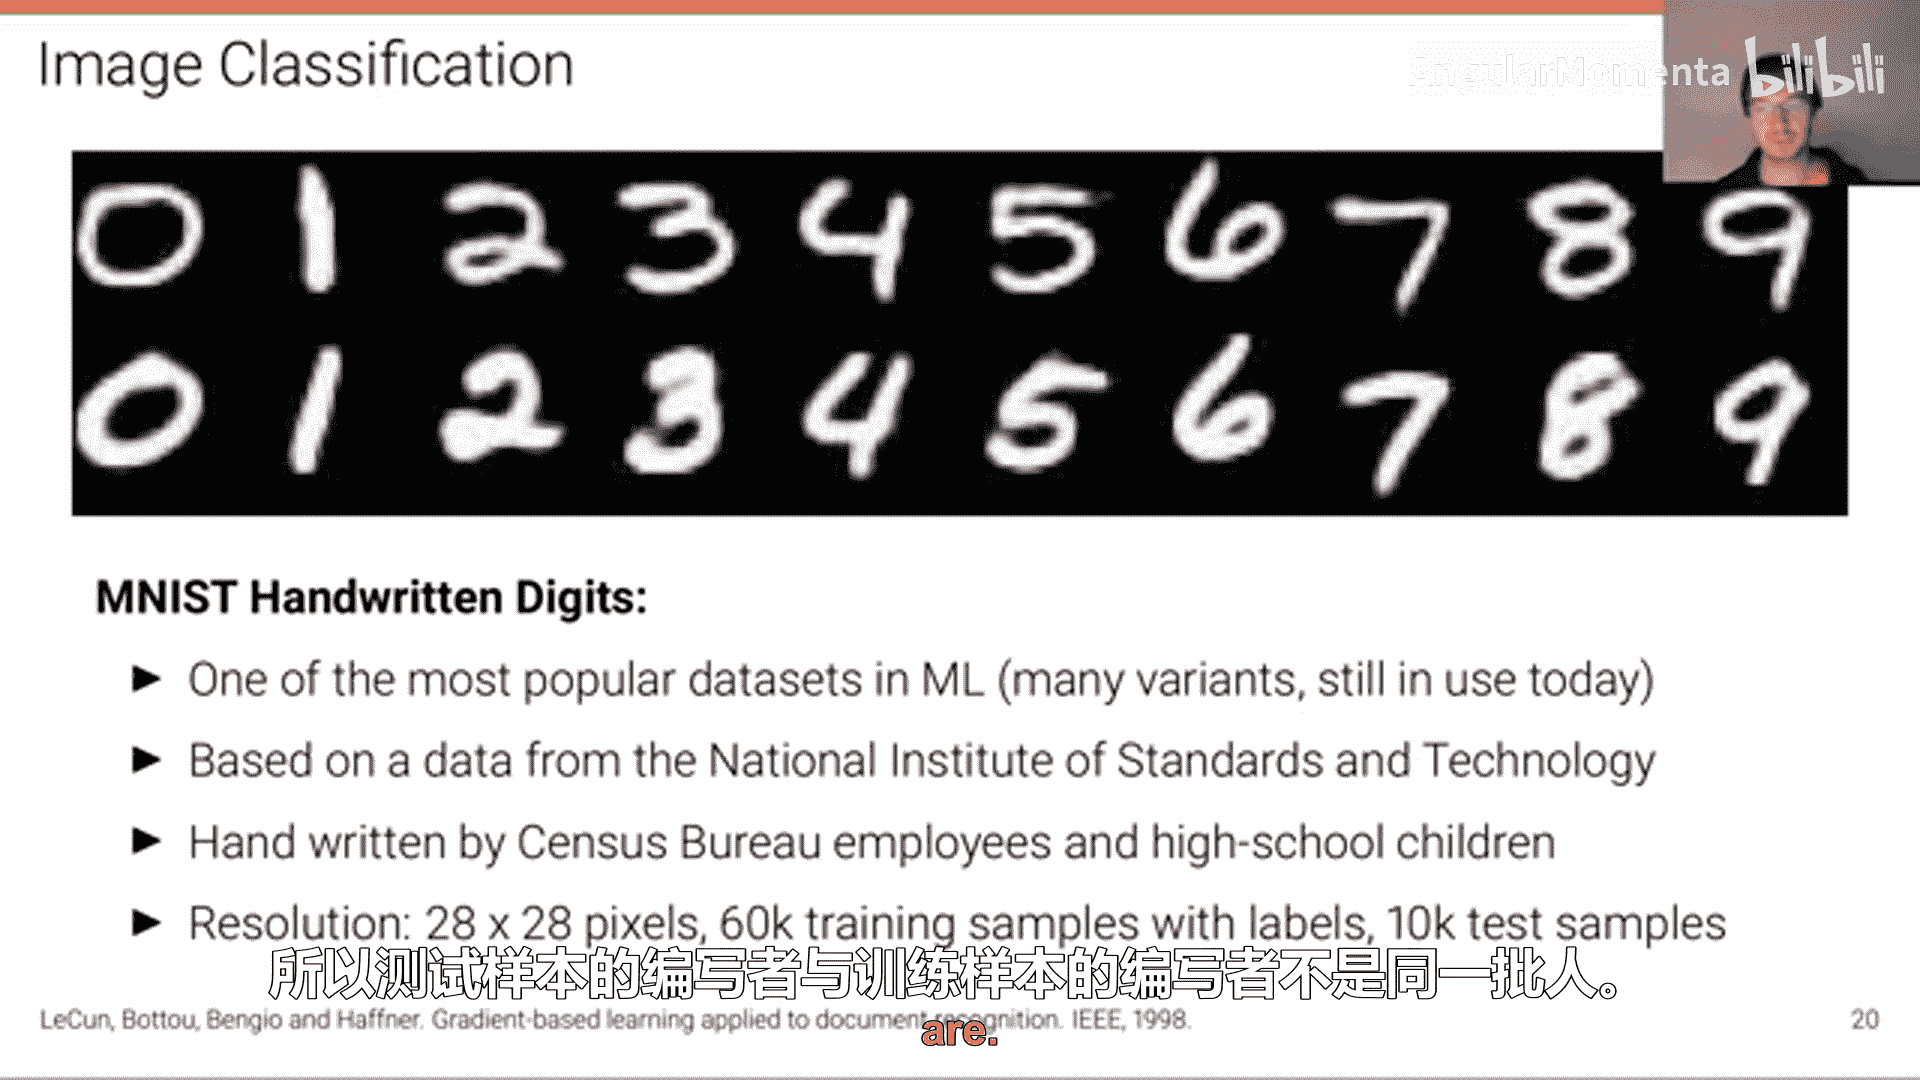 Image Classification
AngularMomenta bilibili
0 1 2 3 4 5 6 7 8 9
0 1 2 3 4 5 6 7 8 9
MNIST Handwritten Digits:
► One of the most popular datasets in ML (many variants, still in use today)
► Based on a data from the National Institute of Standards and Technology
► Hand written by Census Bureau employees and high-school children
► Resolution: 28 x 28 pixels, 60k training samples with labels, 10k test samples
所以测试样本的编写者与训练样本的编写者不是同一批人。
LeCun, Bottou, Bengio and Haffner. Gradient-based learning applied to document recognition. IEEE, 1998.
are.
20